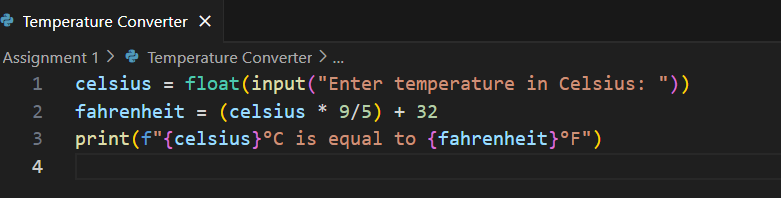 Temperature Converter ×
Assignment 1 > Temperature Converter > ...
1 celsius = float(input("Enter temperature in Celsius: "))
2 fahrenheit = (celsius * 9/5) + 32
3 print(f"{celsius}°C is equal to {fahrenheit}°F")
4